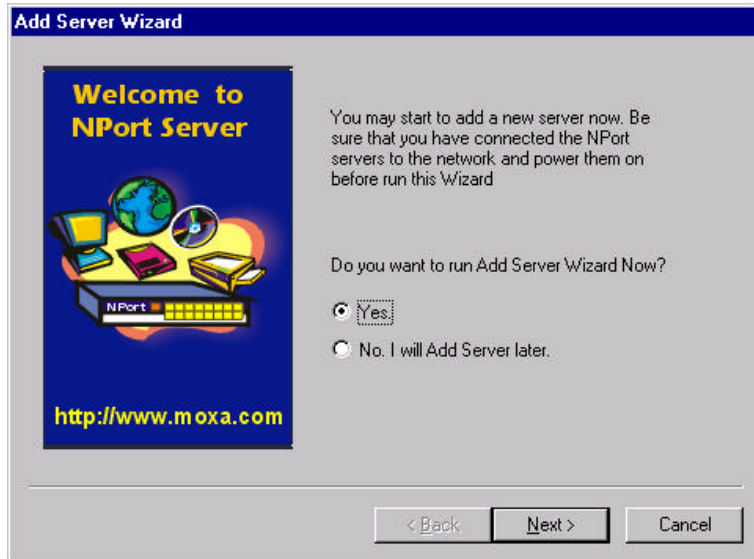 Add Server Wizard
Welcome to
NPort Server
NPort
http://www.moxa.com
You may start to add a new server now. Be
sure that you have connected the NPort
servers to the network and power them on
before run this Wizard
Do you want to run Add Server Wizard Now?
Yes.
No. I will Add Server later.
< Back
Next >
Cancel